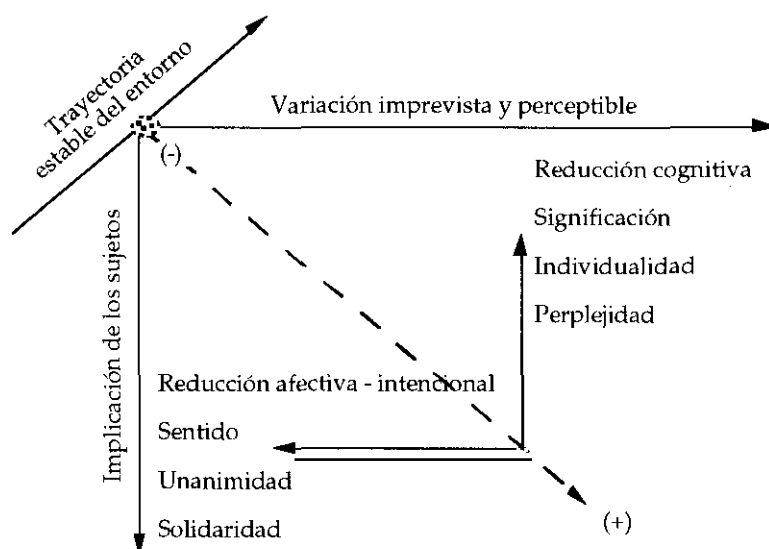 Trayectoria
estable del entorno
Variación imprevista y perceptible
(-)
Reducción cognitiva
Significación
Individualidad
Perplejidad
Implicación de los sujetos
Reducción afectiva - intencional
Sentido
Unanimidad
Solidaridad
(+)